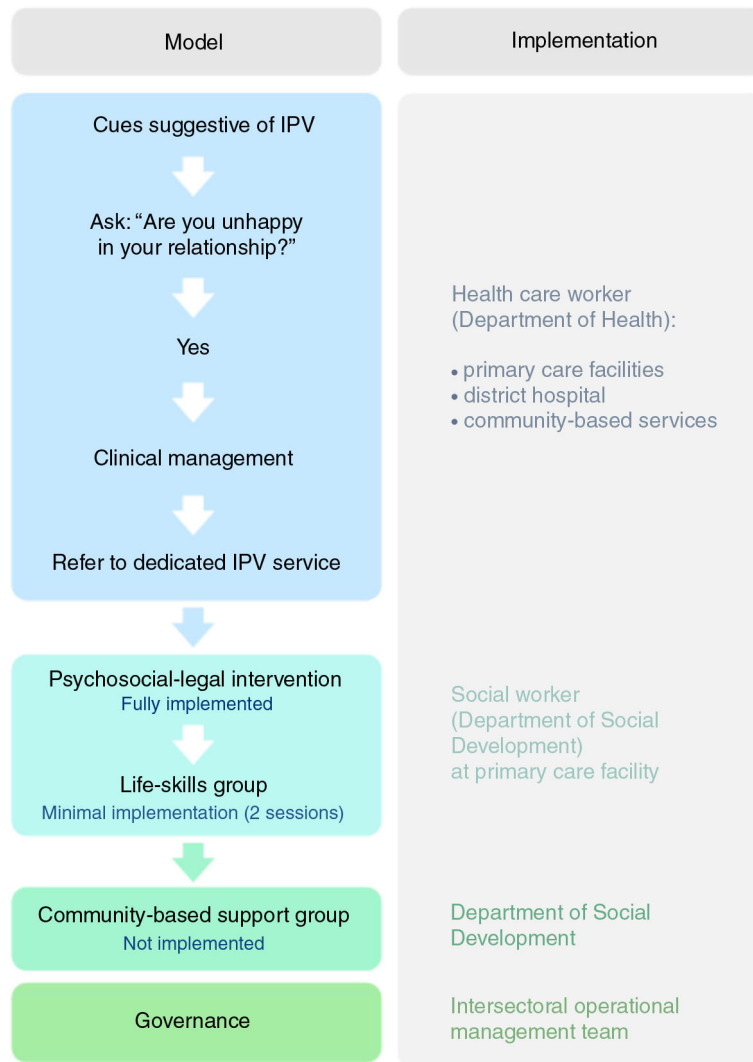 Model
Implementation
Cues suggestive of IPV
Ask: “Are you unhappy
in your relationship?”
Yes
Clinical management
Refer to dedicated IPV service
Health care worker
(Department of Health):
• primary care facilities
• district hospital
• community-based services
Psychosocial-legal intervention
Fully implemented
Life-skills group
Minimal implementation (2 sessions)
Social worker
(Department of Social
Development)
at primary care facility
Community-based support group
Not implemented
Department of Social
Development
Governance
Intersectoral operational
management team